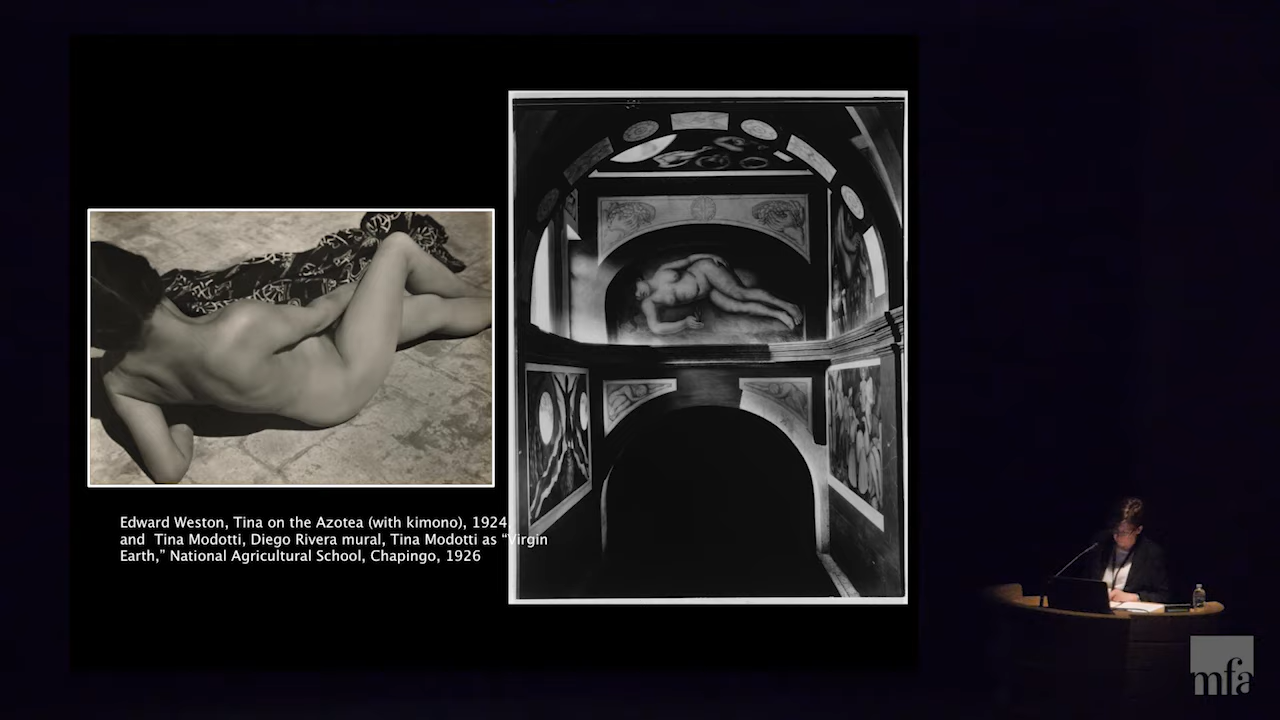 Edward Weston, Tina on the Azotea (with kimono), 1924
and  Tina Modotti, Diego Rivera mural, Tina Modotti as “Virgin
Earth,” National Agricultural School, Chapingo, 1926
mfa